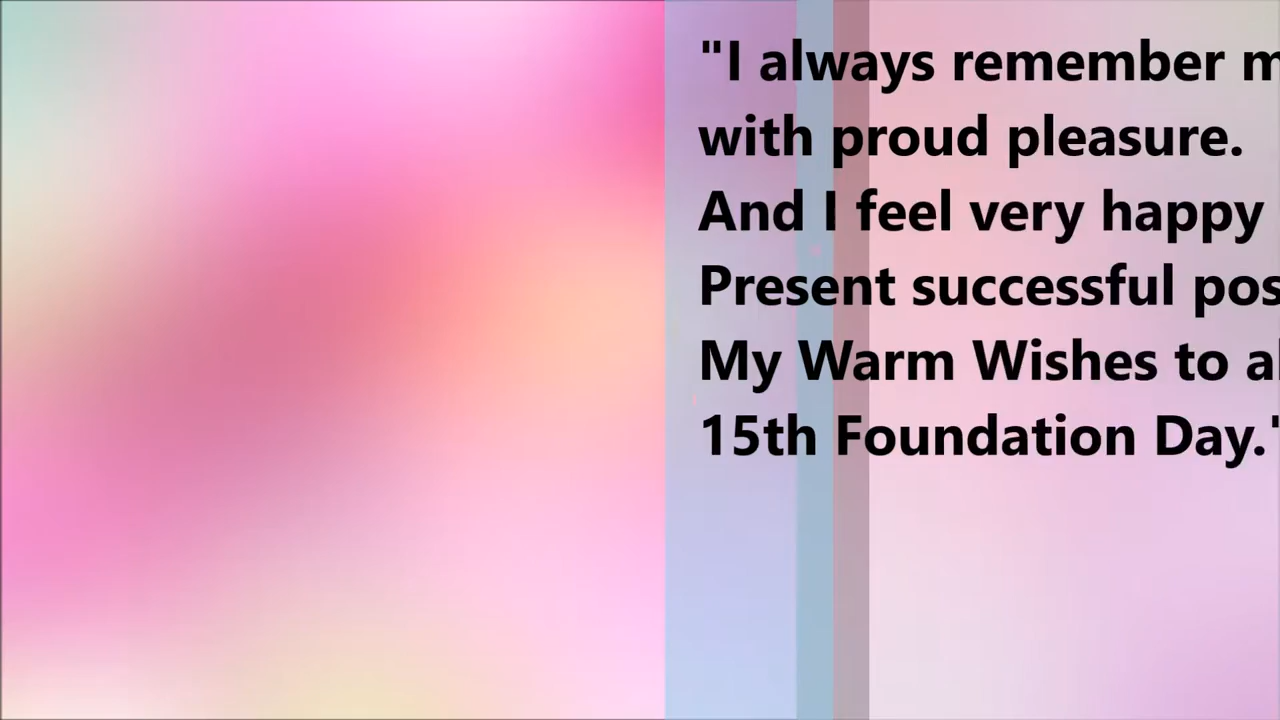 "I always remember m
with proud pleasure.
And I feel very happy
Present successful pos
My Warm Wishes to al
15th Foundation Day."